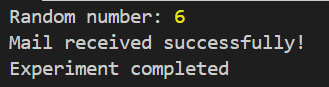 Random number: 6
Mail received successfully!
Experiment completed